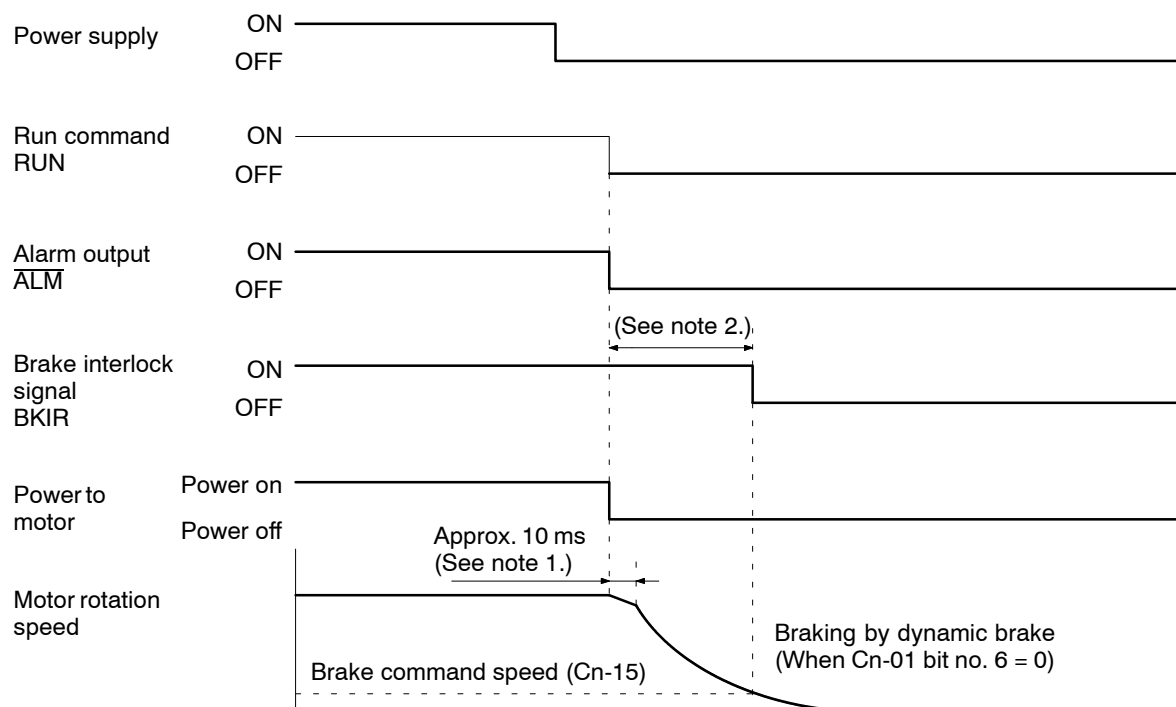 Power supply
ON
OFF
Run command
RUN
ON
OFF
Alarm output
ALM
ON
OFF
(See note 2.)
Brake interlock
signal
BKIR
ON
OFF
Power to
motor
Power on
Power off
Approx. 10 ms
(See note 1.)
Motor rotation
speed
Braking by dynamic brake
(When Cn-01 bit no. 6 = 0)
Brake command speed (Cn-15)